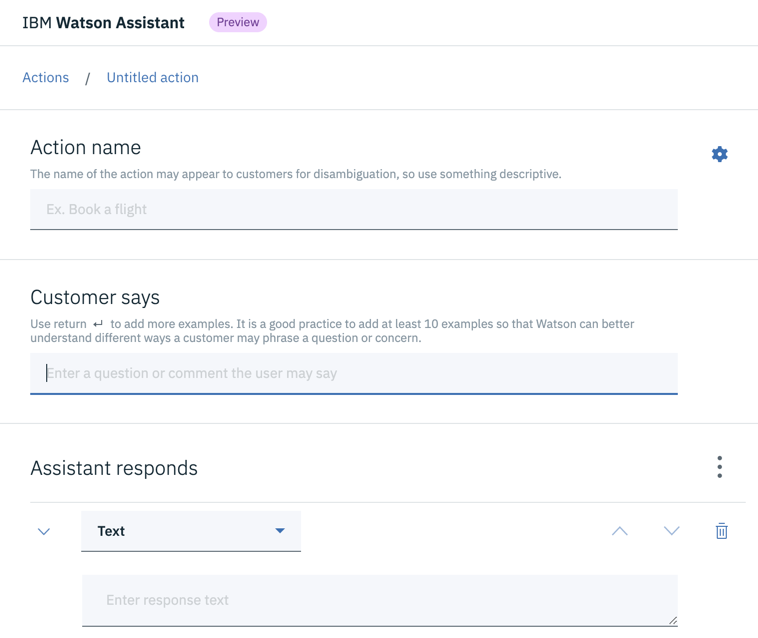 IBM Watson Assistant Preview
Actions / Untitled action
Action name
The name of the action may appear to customers for disambiguation, so use something descriptive.
Ex. Book a flight
Customer says
Use return ↵ to add more examples. It is a good practice to add at least 10 examples so that Watson can better
understand different ways a customer may phrase a question or concern.
Enter a question or comment the user may say
Assistant responds
Text
Enter response text